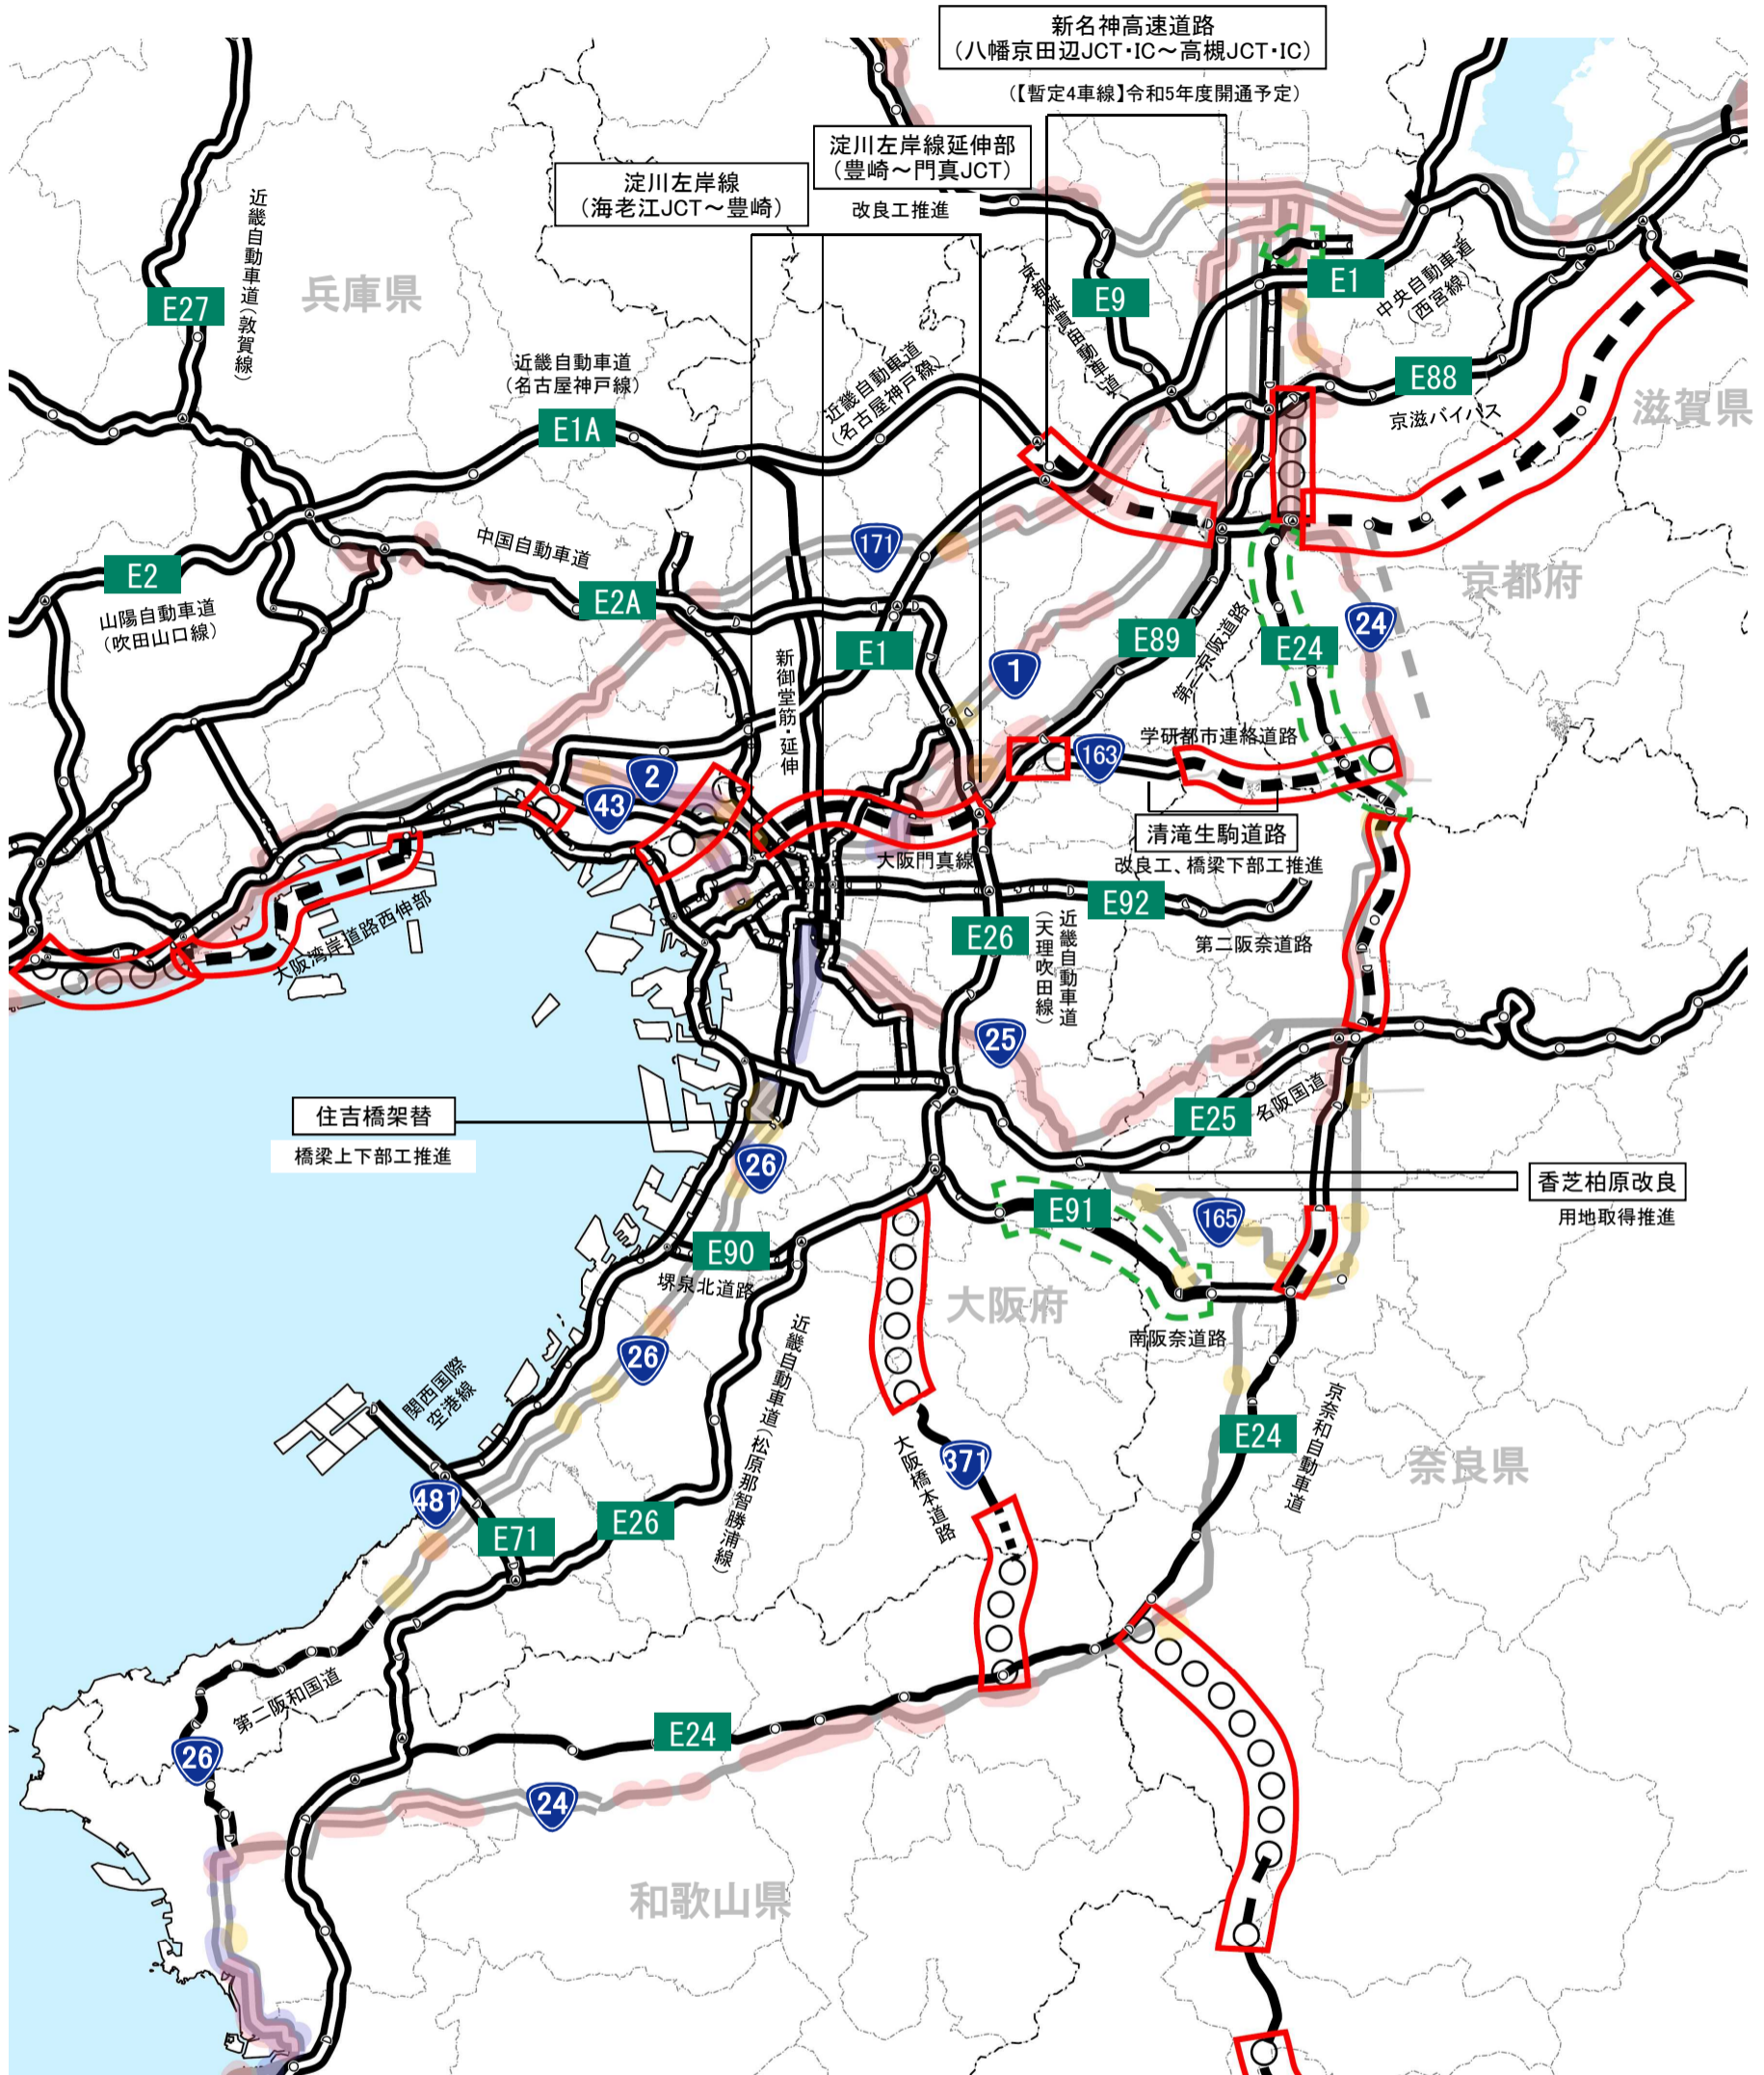 新名神高速道路
(八幡京田辺JCT・IC～高槻JCT・IC)
(【暫定4車線】令和5年度開通予定)
淀川左岸線延伸部
(豊崎～門真JCT)
改良工推進
淀川左岸線
(海老江JCT～豊崎)
近畿自動車道(敦賀線)
兵庫県
E27
E9
E1
中央自動車道
(西宮線)
京都縦貫自動車道
近畿自動車道
(名古屋神戸線)
E1A
近畿自動車道
(名古屋神戸線)
E88
京滋バイパス
滋賀県
中国自動車道
171
E2
山陽自動車道
(吹田山口線)
E2A
京都府
E1
E89
第二京阪道路
E24
24
1
新御堂筋・延伸
学研都市連絡道路
163
2
43
清滝生駒道路
改良工、橋梁下部工推進
大阪門真線
E92
第二阪奈道路
E26
近畿自動車道
(天理吹田線)
大阪湾岸道路西伸部
25
名阪国道
E25
住吉橋架替
橋梁上下部工推進
26
香芝柏原改良
用地取得推進
E91
165
E90
堺泉北道路
大阪府
南阪奈道路
26
近畿自動車道(松原那智勝浦線)
関西国際
空港線
E24
京奈和自動車道
奈良県
大阪橋本道路
371
481
E71
E26
第二阪和国道
26
E24
24
和歌山県